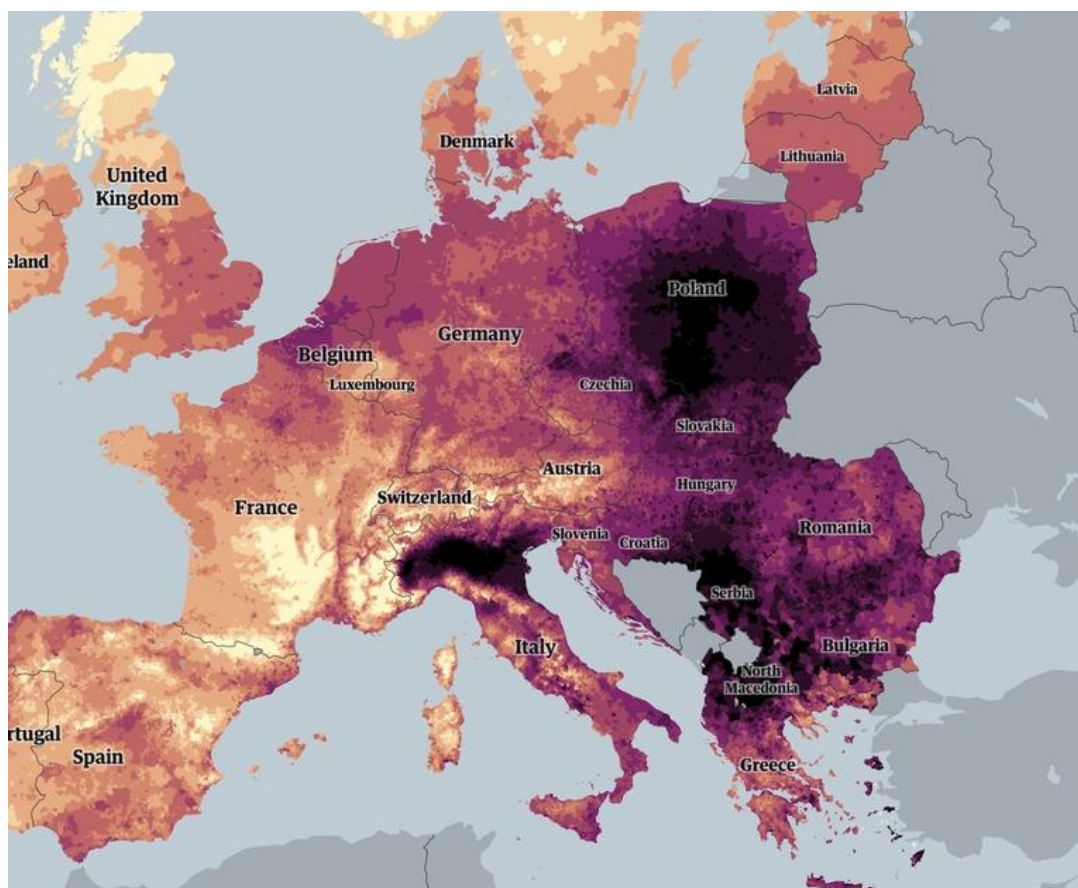 Latvia
Denmark
Lithuania
United
Kingdom
eland
Poland
Germany
Belgium
Luxembourg
Czechia
Slovakia
Austria
Switzerland
Hungary
France
Romania
Slovenia
Croatia
Serbia
Italy
Bulgaria
North
Macedonia
rtugal
Spain
Greece